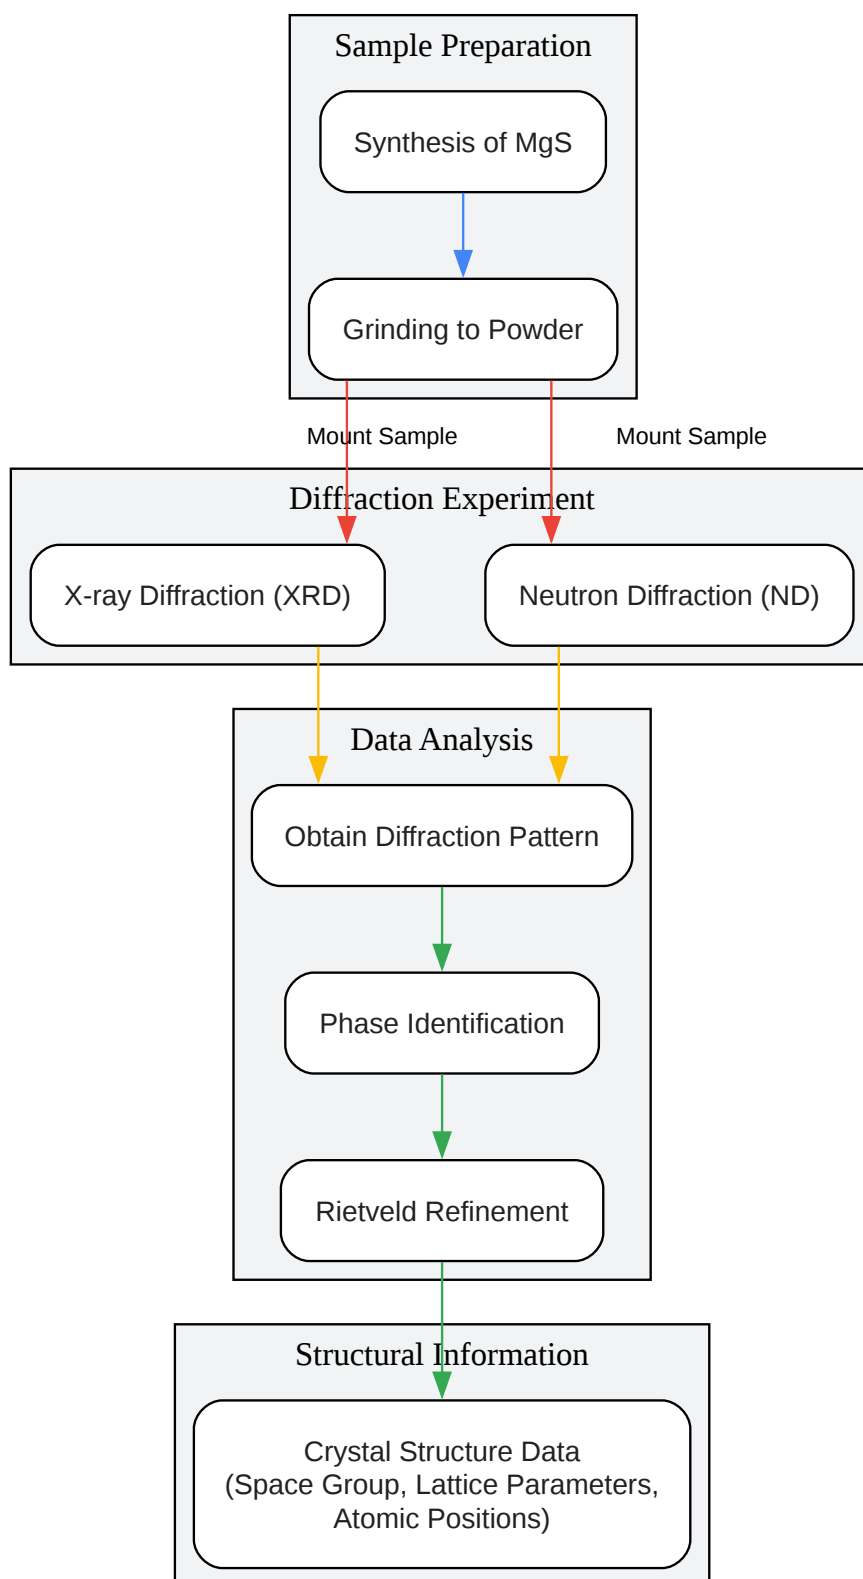 Sample Preparation
Synthesis of MgS
Grinding to Powder
Mount Sample
Mount Sample
Diffraction Experiment
X-ray Diffraction (XRD)
Neutron Diffraction (ND)
Data Analysis
Obtain Diffraction Pattern
Phase Identification
Rietveld Refinement
Structural Information
Crystal Structure Data
(Space Group, Lattice Parameters,
Atomic Positions)